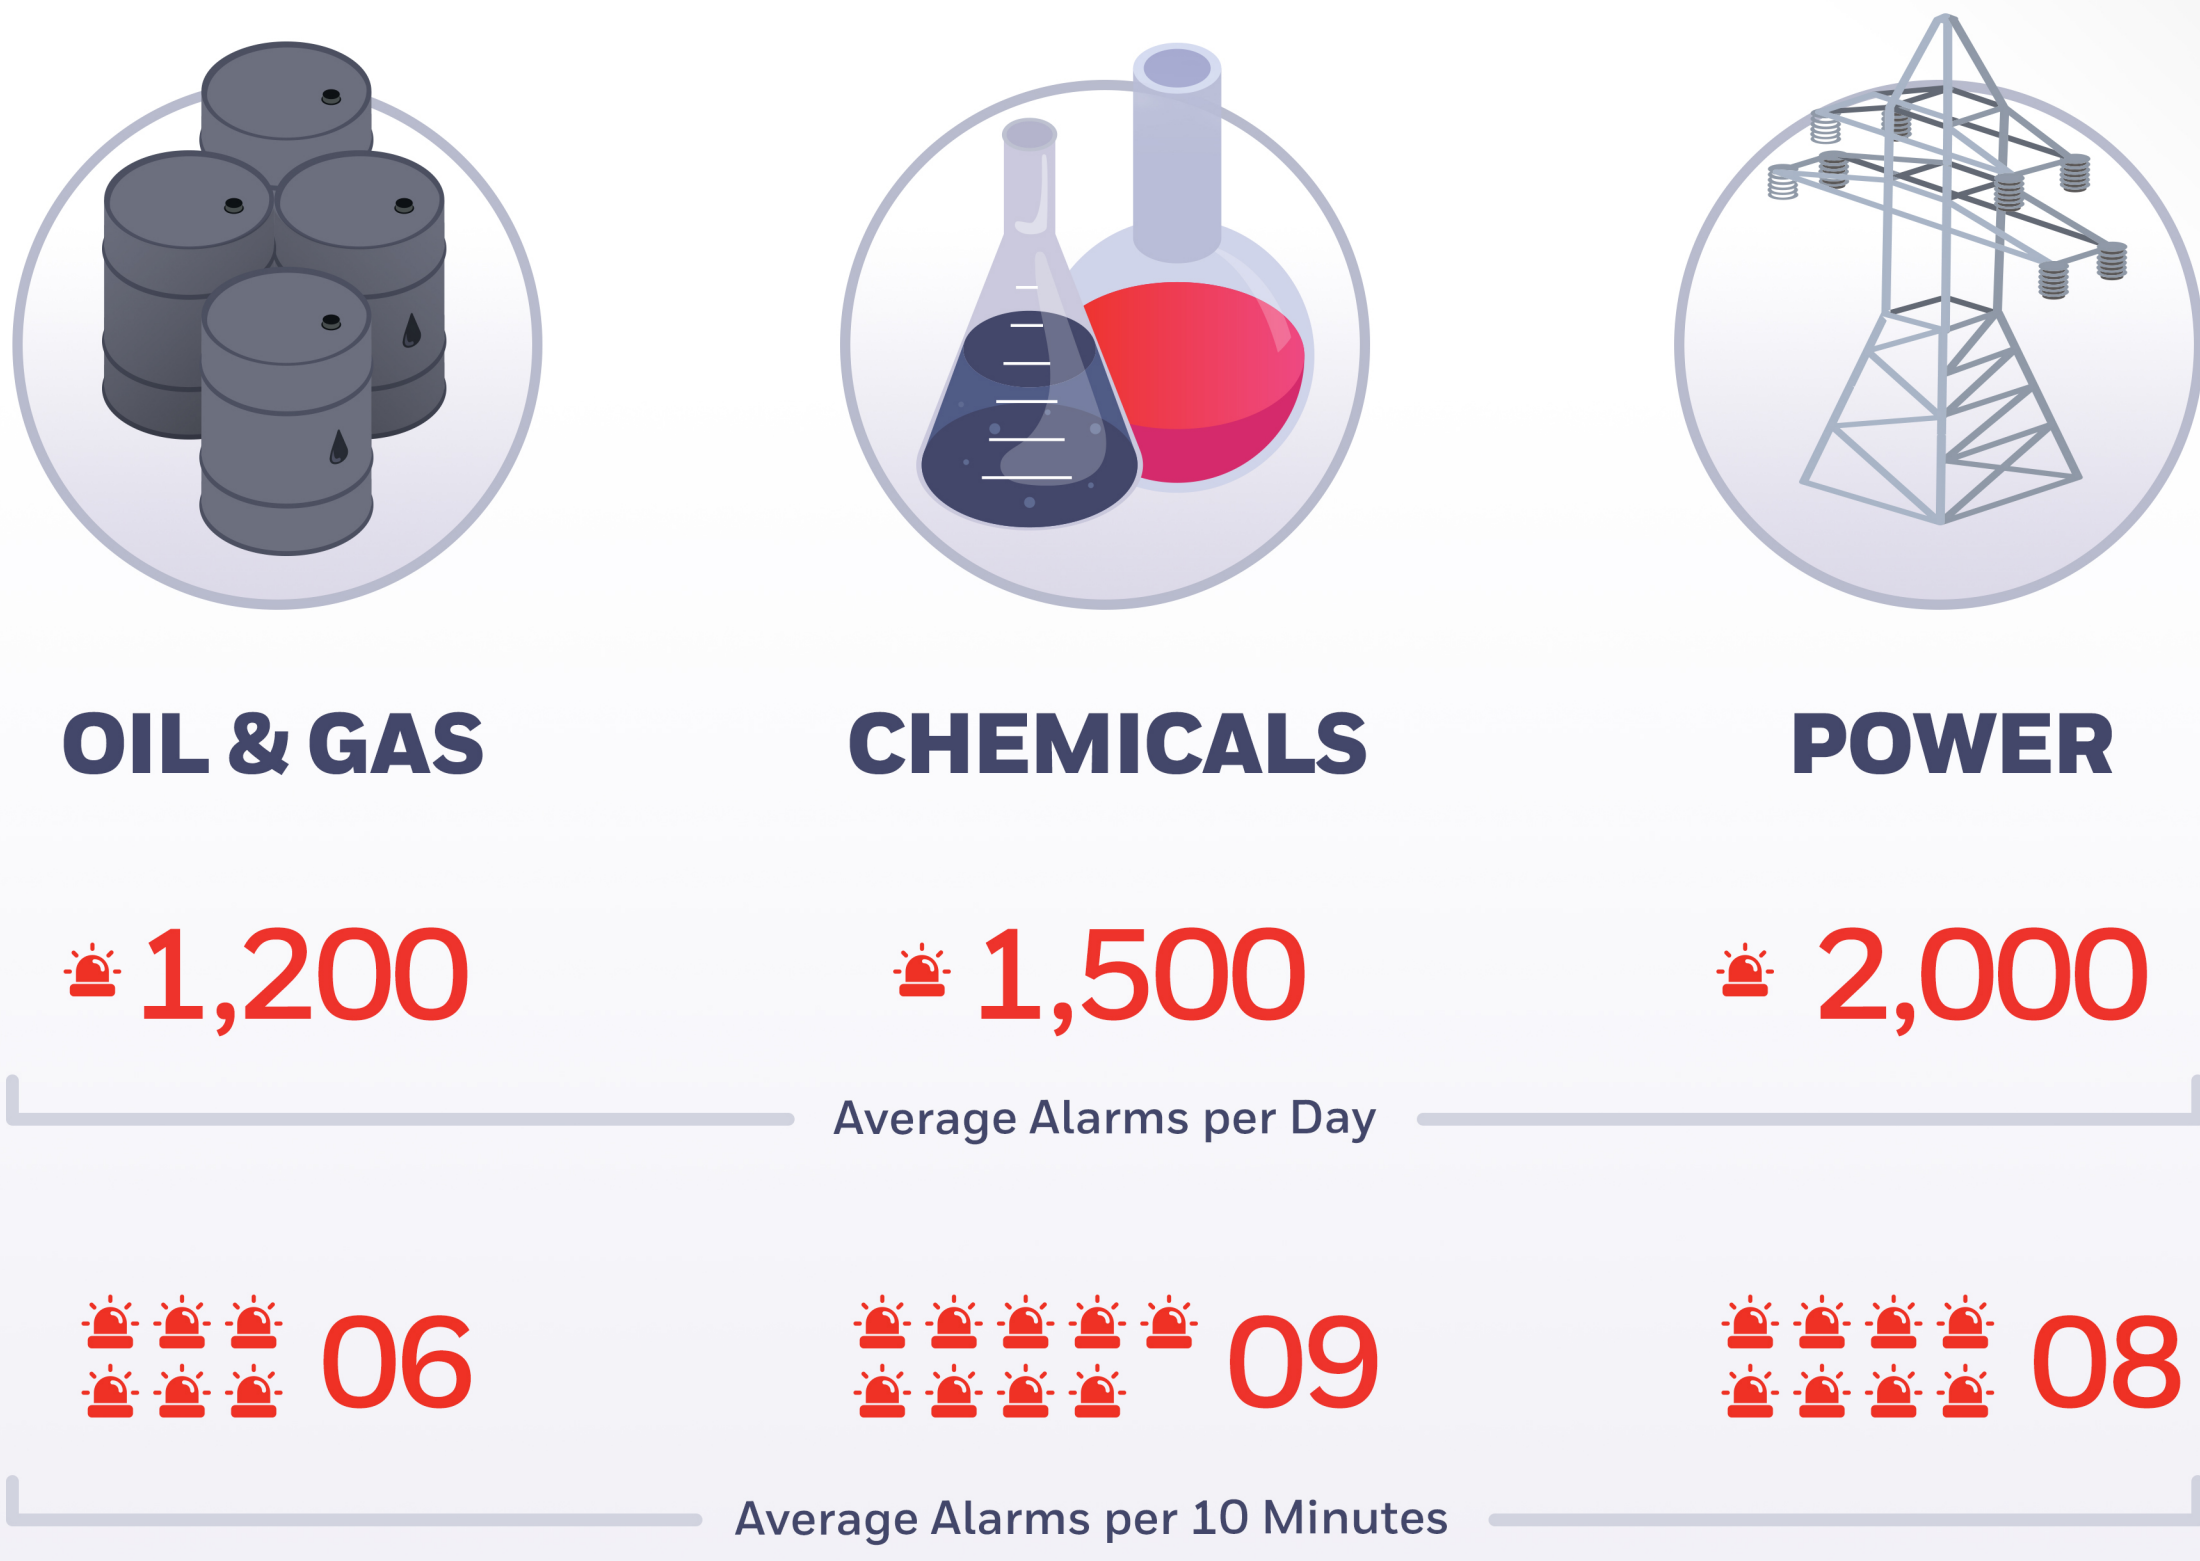 OIL & GAS
CHEMICALS
POWER
1,200
1,500
2,000
Average Alarms per Day
06
09
08
Average Alarms per 10 Minutes